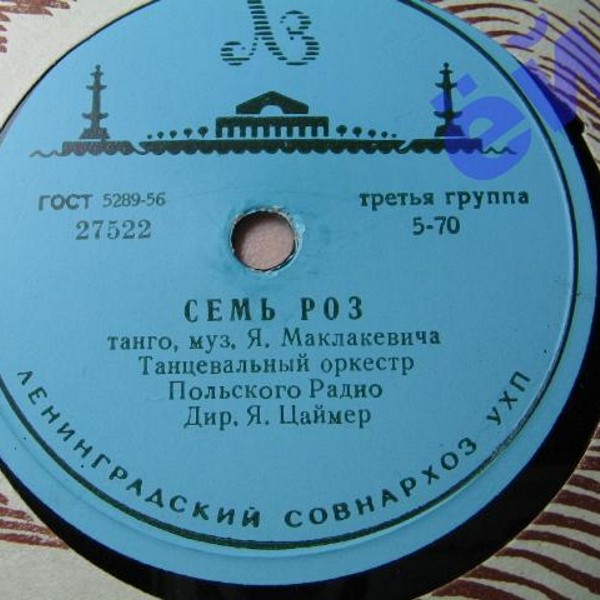 ЛЗ
ГОСТ 5289-56
27522
третья группа
5-70
СЕМЬ РОЗ
танго, муз. Я. Маклакевича
Танцевальный оркестр
Польского Радио
Дир. Я. Цаймер
ЛЕНИНГРАДСКИЙ СОВНАРХОЗ УХП